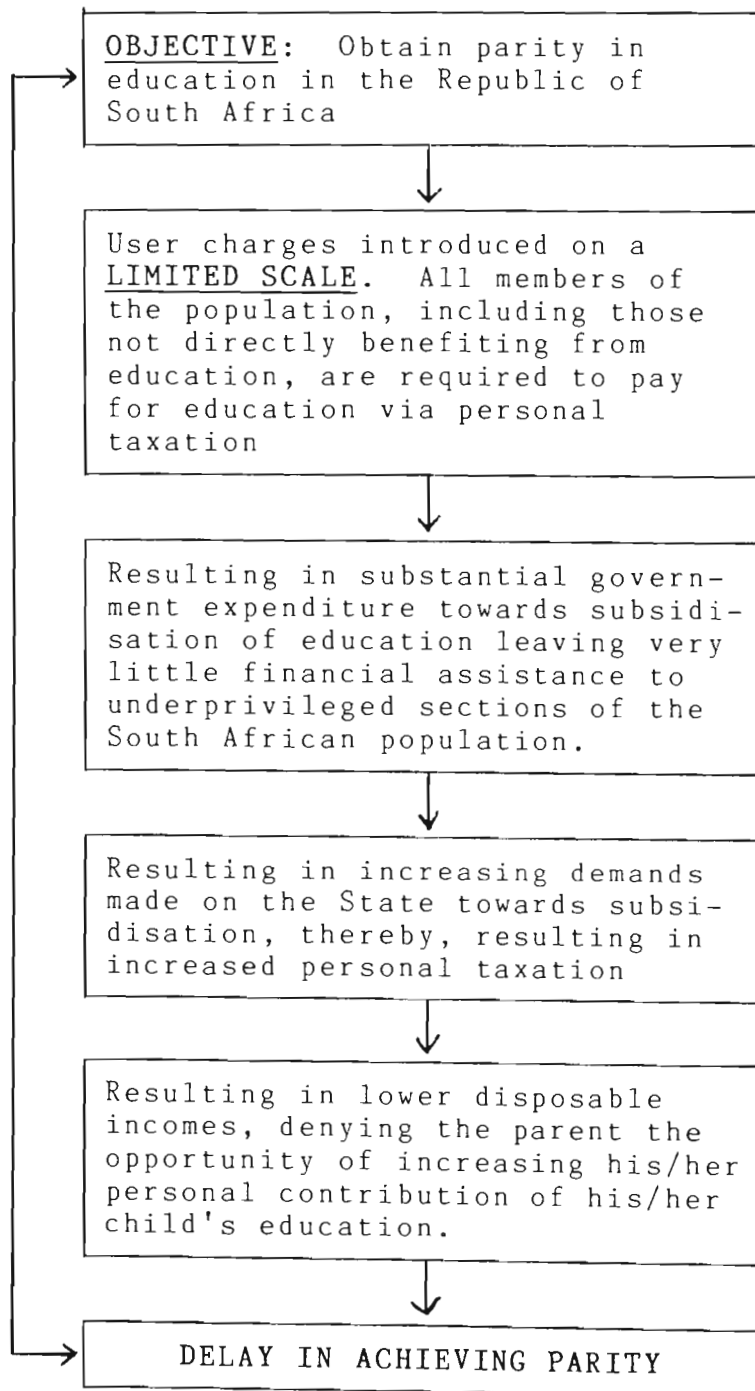 OBJECTIVE: Obtain parity in
education in the Republic of
South Africa
User charges introduced on a
LIMITED SCALE. All members of
the population, including those
not directly benefiting from
education, are required to pay
for education via personal
taxation
Resulting in substantial govern-
ment expenditure towards subsidi-
sation of education leaving very
little financial assistance to
underprivileged sections of the
South African population.
Resulting in increasing demands
made on the State towards subsi-
disation, thereby, resulting in
increased personal taxation
Resulting in lower disposable
incomes, denying the parent the
opportunity of increasing his/her
personal contribution of his/her
child's education.
DELAY IN ACHIEVING PARITY